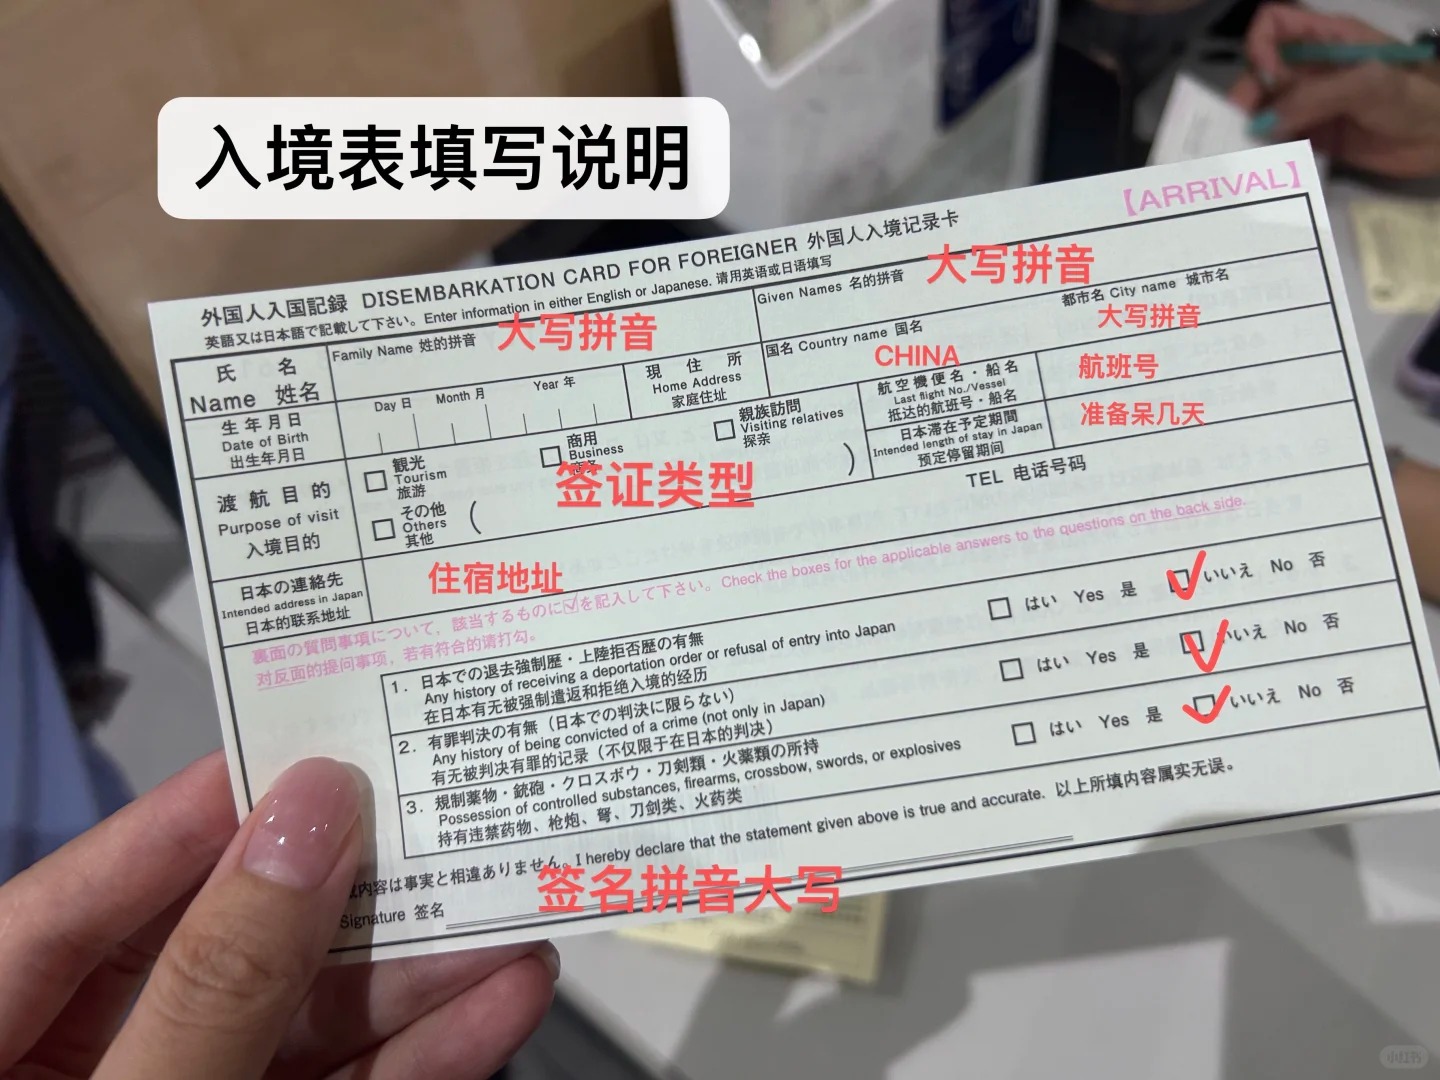 入境表填写说明
【ARRIVAL】
外国人入国記録 DISEMBARKATION CARD FOR FOREIGNER 外国人入境记录卡
英語又は日本語で記載して下さい。Enter information in either English or Japanese. 请用英语或日语填写
氏 名
Name 姓名
Family Name 姓的拼音
大写拼音
Given Names 名的拼音
大写拼音
生年月日
Date of Birth
出生年月日
Day 日 Month 月 Year 年
現 住 所
Home Address
家庭住址
国名 Country name 国名
CHINA
都市名 City name 城市名
大写拼音
渡航目的
Purpose of visit
入境目的
観光
Tourism
旅游
商用
Business
親族訪問
Visiting relatives
探亲
その他
Others
其他
( )
签证类型
航空機便名・船名
Last flight No./Vessel
抵达的航班号・船名
航班号
日本滞在予定期間
Intended length of stay in Japan
预定停留期间
准备呆几天
日本の連絡先
Intended address in Japan
日本的联系地址
住宿地址
TEL 电话号码
裏面の質問事項について、該当するものに☑を記入して下さい。Check the boxes for the applicable answers to the questions on the back side.
对反面的提问事项，若有符合的请打勾。
1. 日本での退去強制歴・上陸拒否歴の有無
Any history of receiving a deportation order or refusal of entry into Japan
在日本有无被强制遣返和拒绝入境的经历
はい Yes 是 いいえ No 否
2. 有罪判決の有無（日本での判決に限らない）
Any history of being convicted of a crime (not only in Japan)
有无被判决有罪的记录（不仅限于在日本的判决）
はい Yes 是 いいえ No 否
3. 規制薬物・銃砲・クロスボウ・刀剣類・火薬類の所持
Possession of controlled substances, firearms, crossbow, swords, or explosives
持有违禁药物、枪炮、弩、刀剑类、火药类
はい Yes 是 いいえ No 否
内容は事実と相違ありません。I hereby declare that the statement given above is true and accurate. 以上所填内容属实无误。
Signature 签名
签名拼音大写
小红书